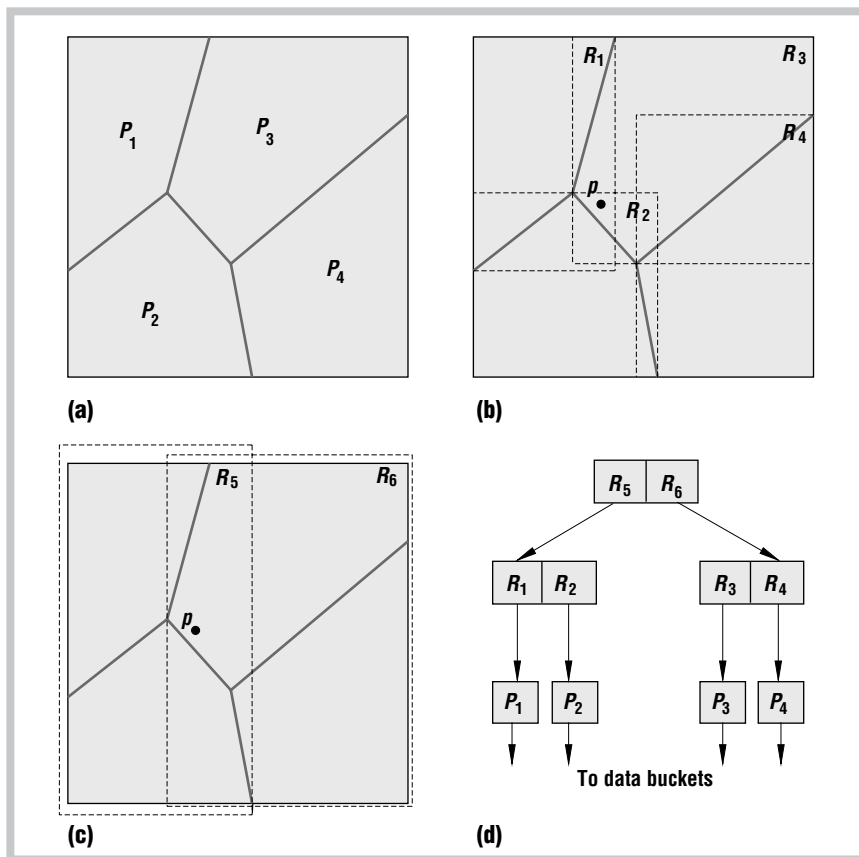 P1
P3
P4
P2
(a)
R1
R3
R4
p
R2
(b)
R5
R6
p
(c)
R5 R6
R1 R2
R3 R4
P1 P2
P3 P4
To data buckets
(d)